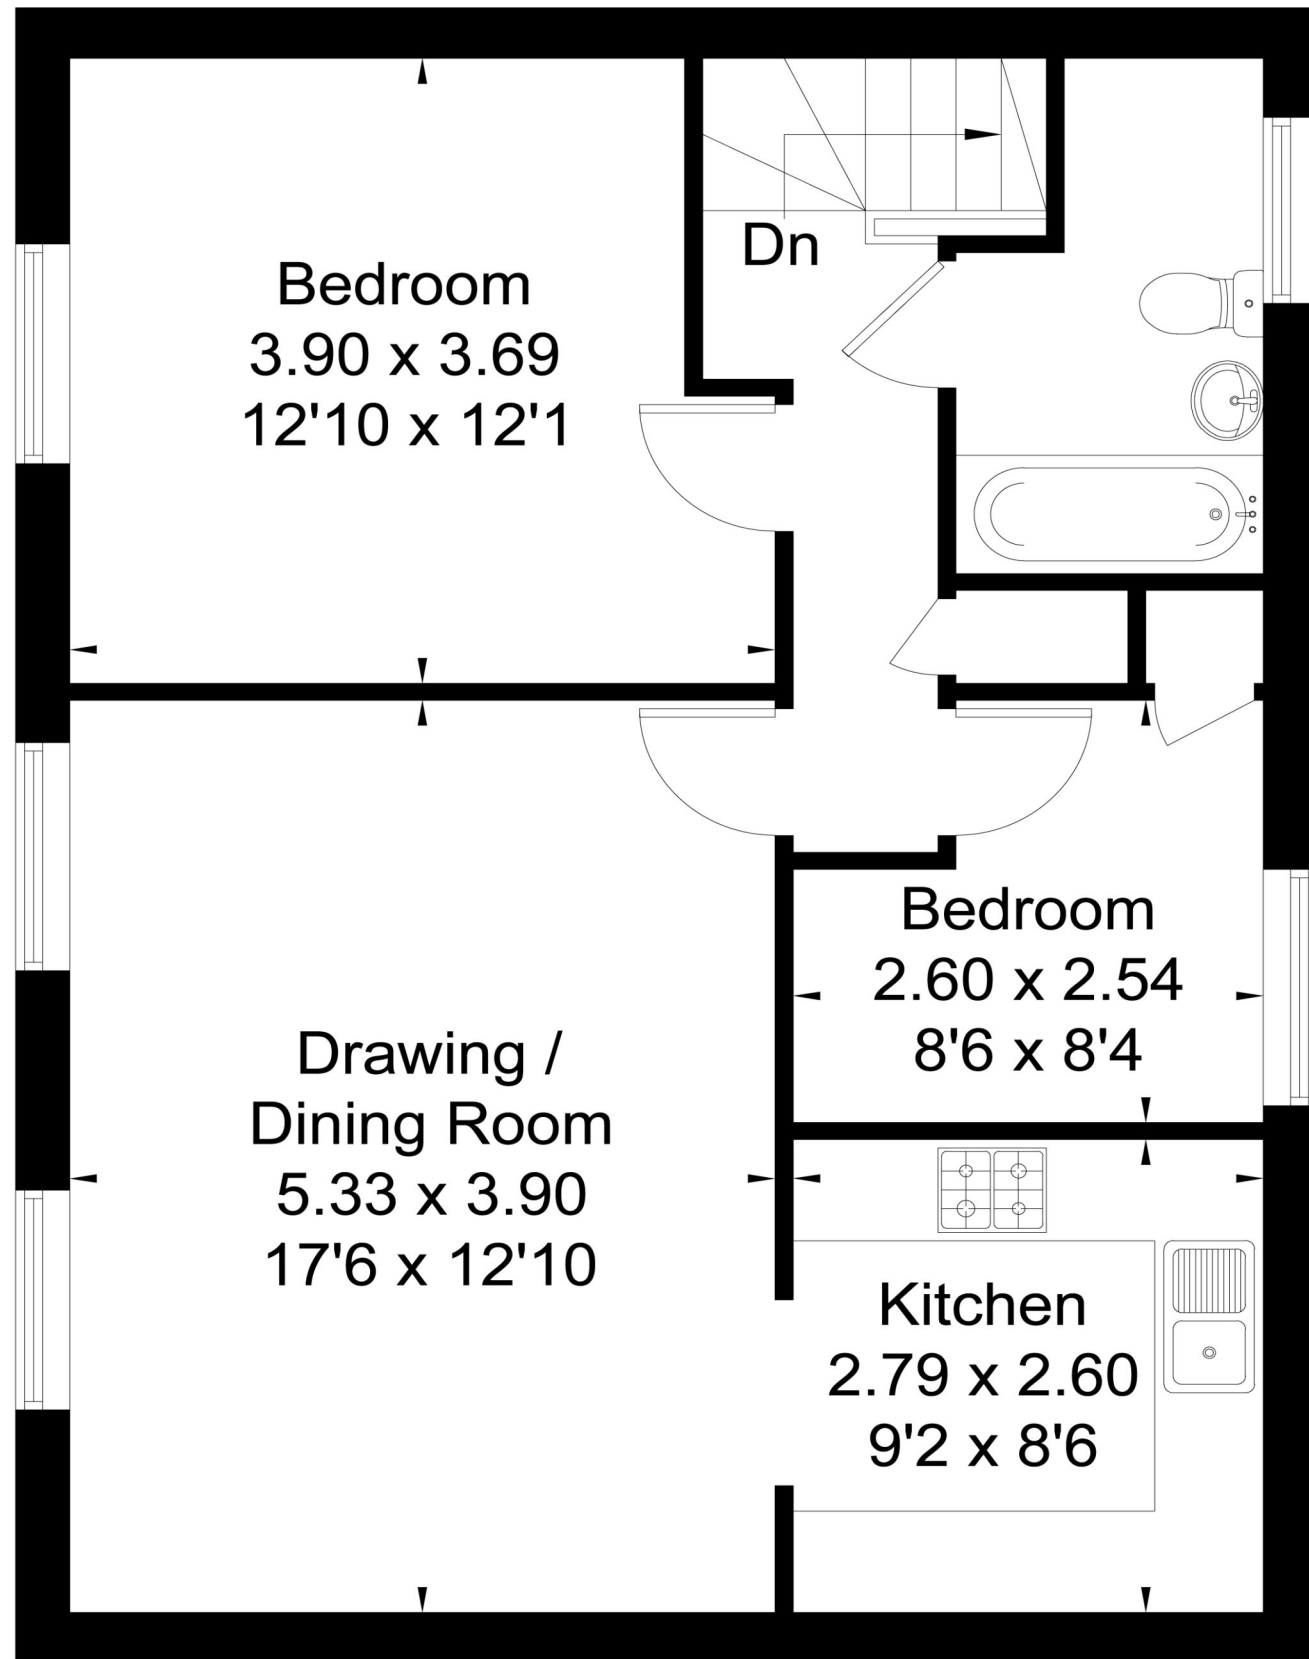 Dn
Bedroom
3.90 x 3.69
12'10 x 12'1
Bedroom
2.60 x 2.54
8'6 x 8'4
Drawing /
Dining Room
5.33 x 3.90
17'6 x 12'10
Kitchen
2.79 x 2.60
9'2 x 8'6